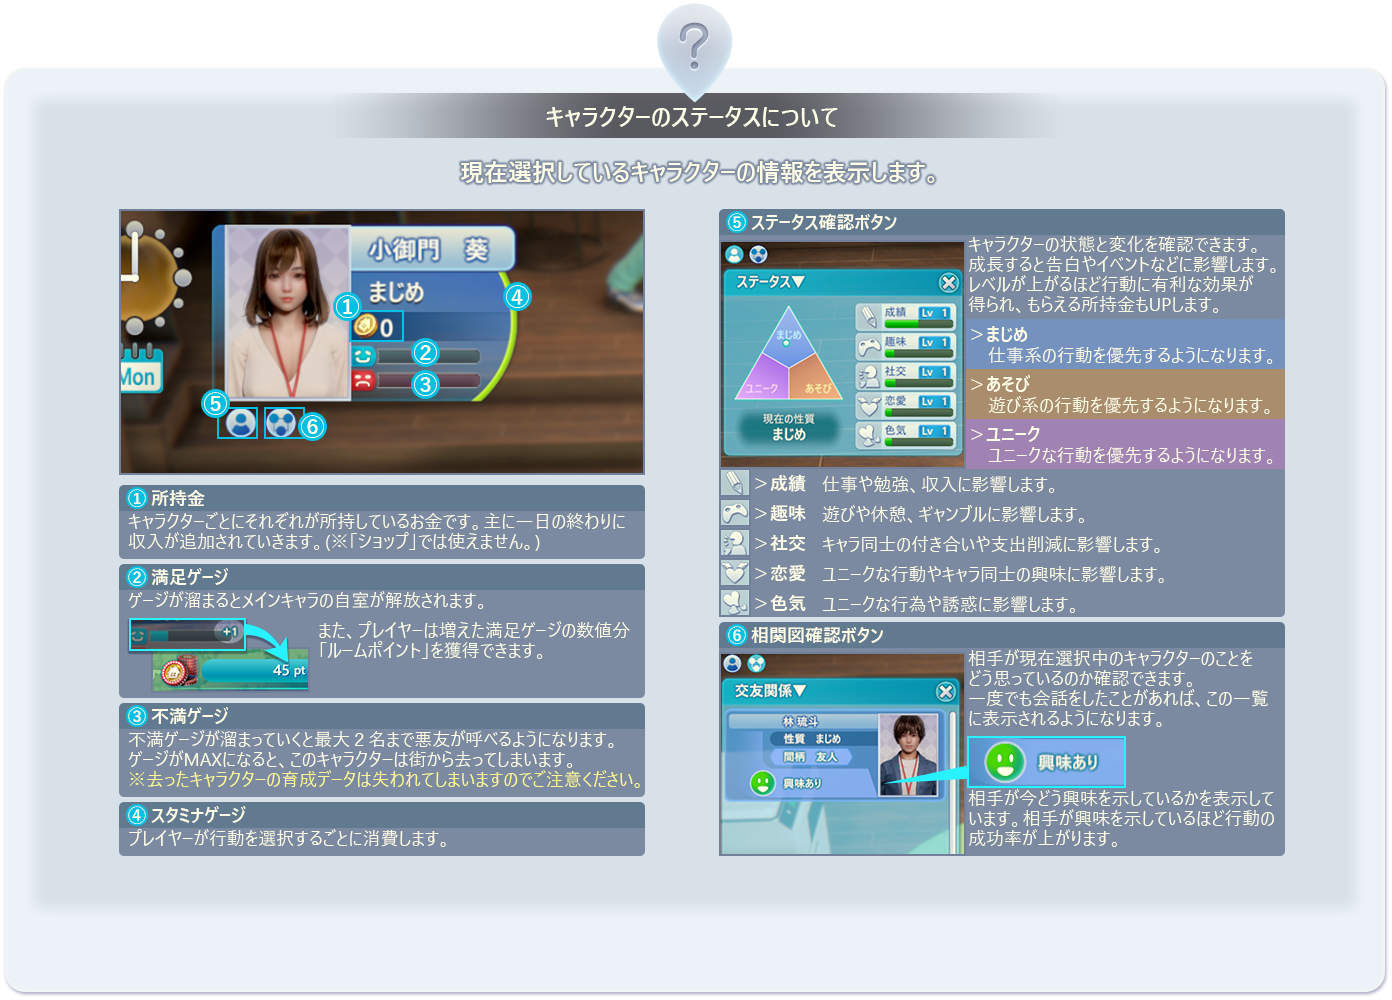 ?
キャラクターのステータスについて
現在選択しているキャラクターの情報を表示します。
小御門 葵
まじめ
① 0
④
②
③
Mon
⑤
⑥
①所持金
キャラクターごとにそれぞれが所持しているお金です。主に一日の終わりに
収入が追加されていきます。(※「ショップ」では使えません。)
②満足ゲージ
ゲージが溜まるとメインキャラの自室が解放されます。
+1
45 pt
また、プレイヤーは増えた満足ゲージの数値分
「ルームポイント」を獲得できます。
③不満ゲージ
不満ゲージが溜まっていくと最大２名まで悪友が呼べるようになります。
ゲージがMAXになると、このキャラクターは街から去ってしまいます。
※去ったキャラクターの育成データは失われてしまいますのでご注意ください。
④スタミナゲージ
プレイヤーが行動を選択するごとに消費します。
⑤ステータス確認ボタン
ステータス▼
まじめ
ユニーク
あそび
現在の性質
まじめ
成績 Lv 1
趣味 Lv 1
社交 Lv 1
恋愛 Lv 1
色気 Lv 1
キャラクターの状態と変化を確認できます。
成長すると告白やイベントなどに影響します。
レベルが上がるほど行動に有利な効果が
得られ、もらえる所持金もUPします。
＞まじめ
仕事系の行動を優先するようになります。
＞あそび
遊び系の行動を優先するようになります。
＞ユニーク
ユニークな行動を優先するようになります。
＞成績 仕事や勉強、収入に影響します。
＞趣味 遊びや休憩、ギャンブルに影響します。
＞社交 キャラ同士の付き合いや支出削減に影響します。
＞恋愛 ユニークな行動やキャラ同士の興味に影響します。
＞色気 ユニークな行為や誘惑に影響します。
⑥相関図確認ボタン
交友関係▼
林 琉斗
性質 まじめ
間柄 友人
興味あり
相手が現在選択中のキャラクターのことを
どう思っているのか確認できます。
一度でも会話をしたことがあれば、この一覧
に表示されるようになります。
興味あり
相手が今どう興味を示しているかを表示して
います。相手が興味を示しているほど行動の
成功率が上がります。